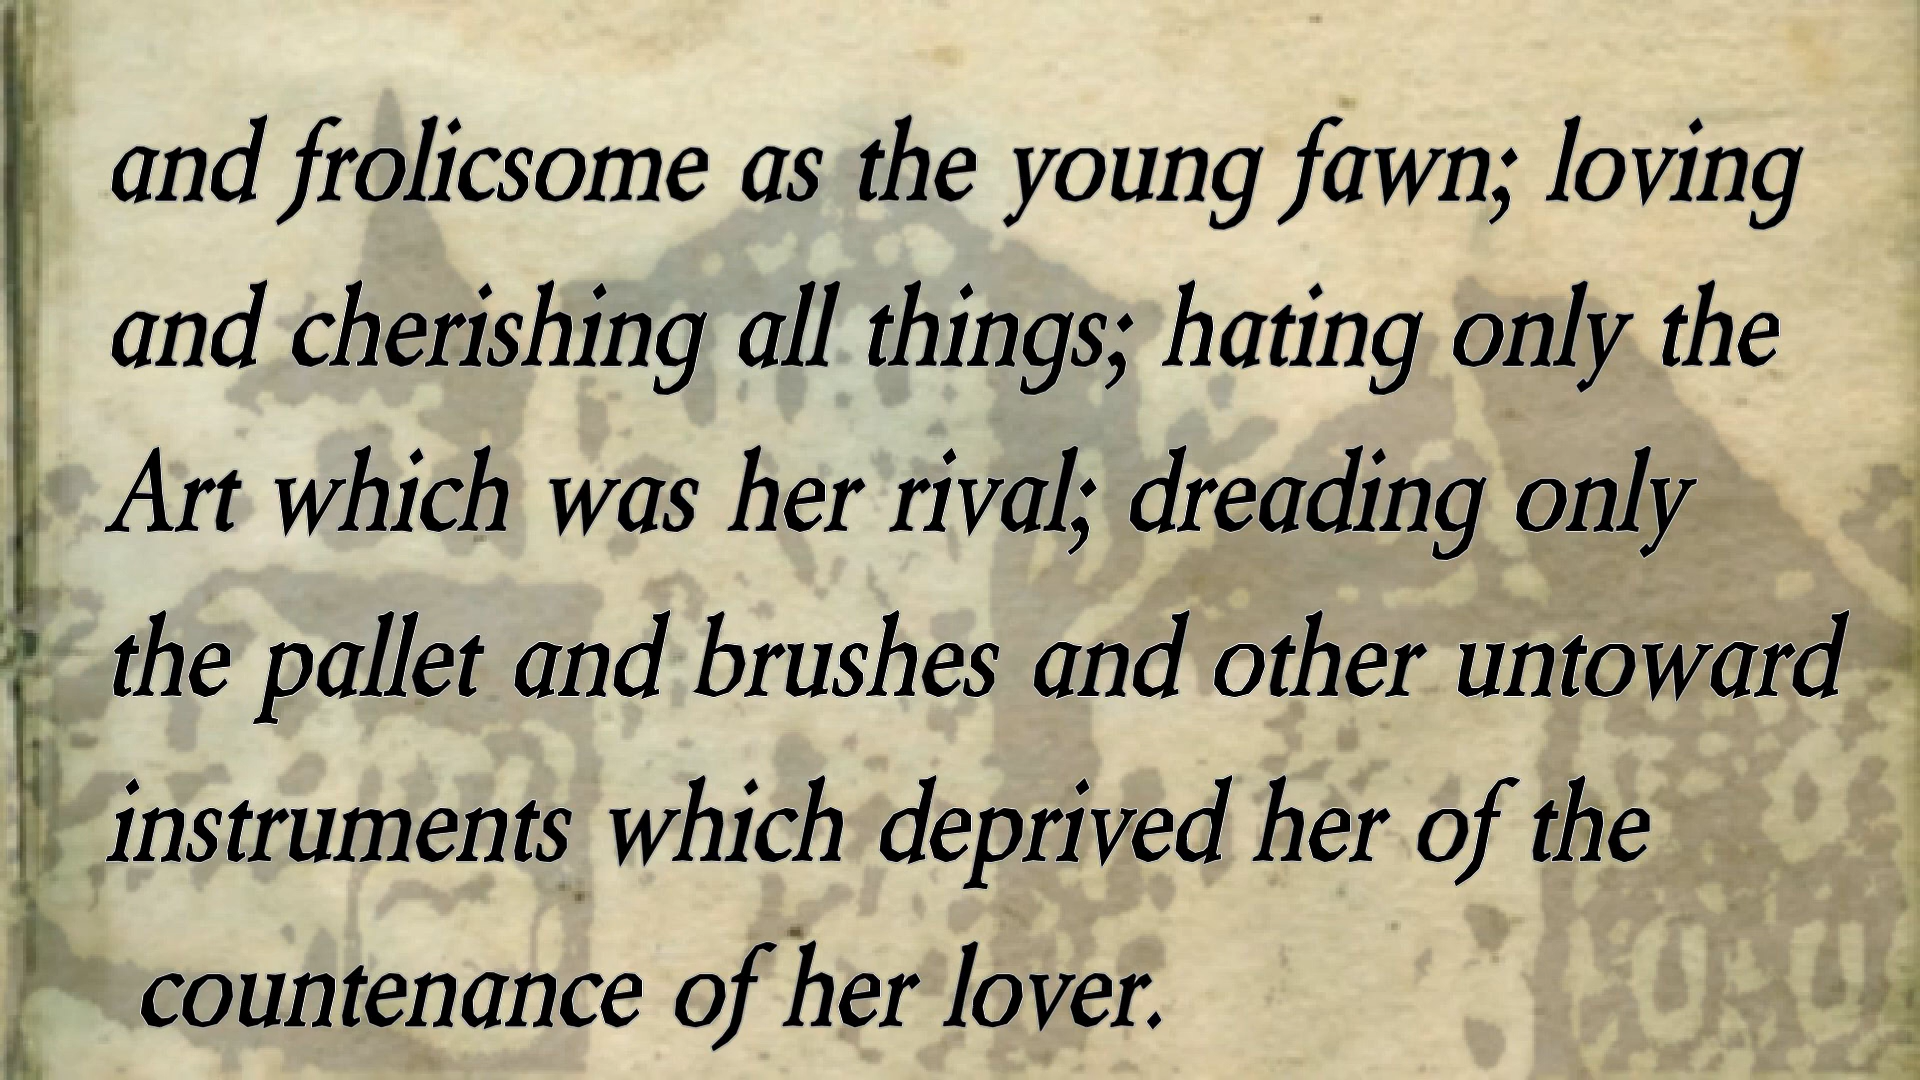 and frolicsome as the young fawn; loving
and cherishing all things; hating only the
Art which was her rival; dreading only
the pallet and brushes and other untoward
instruments which deprived her of the
countenance of her lover.